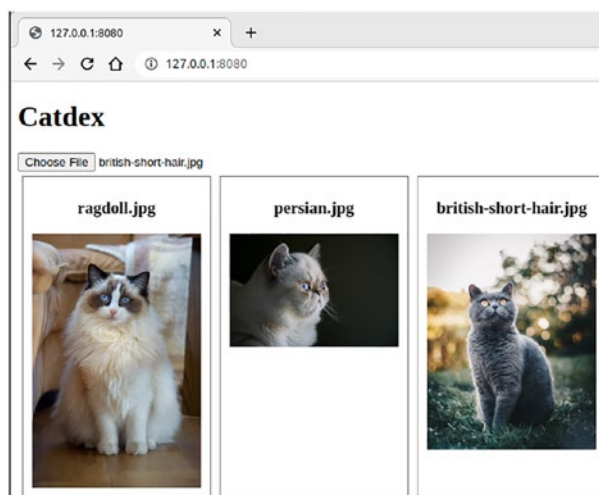 127.0.0.1:8080
127.0.0.1:8080
Catdex
Choose File british-short-hair.jpg
ragdoll.jpg persian.jpg british-short-hair.jpg